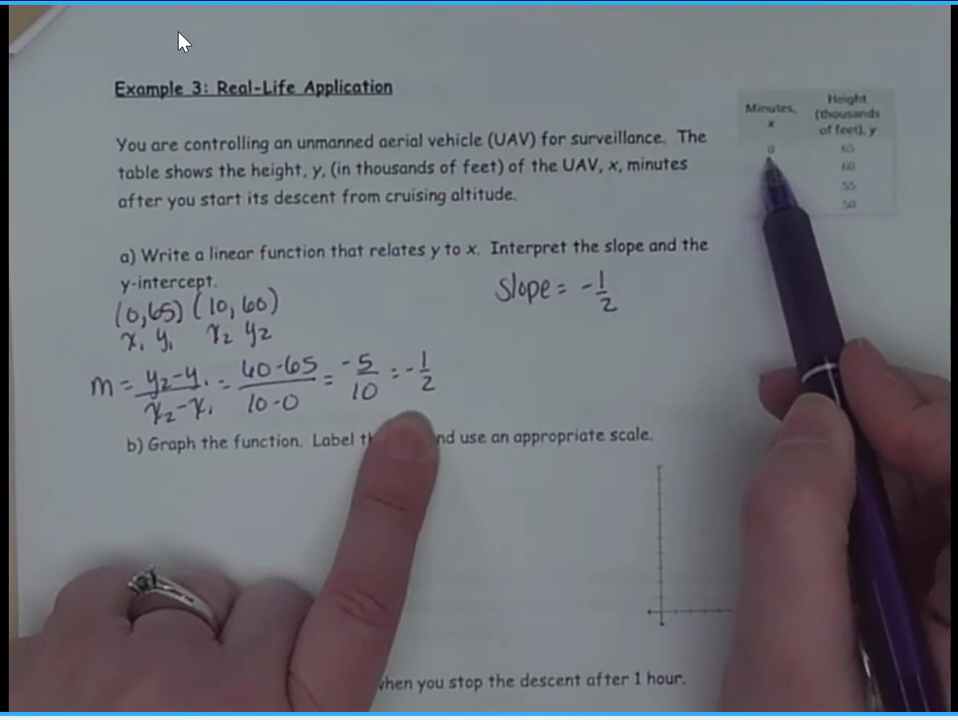 Example 3: Real-Life Application
You are controlling an unmanned aerial vehicle (UAV) for surveillance. The
table shows the height, y, (in thousands of feet) of the UAV, x, minutes
after you start its descent from cruising altitude.
Minutes, x
Height (thousands of feet), y
0 65
60
55
50
a) Write a linear function that relates y to x. Interpret the slope and the
y-intercept.
Slope = -1/2
(0,65) (10,60)
x₁ y₁ x₂ y₂
m = y₂-y₁/x₂-x₁ = 60-65/10-0 = -5/10 = -1/2
b) Graph the function. Label and use an appropriate scale.
when you stop the descent after 1 hour.